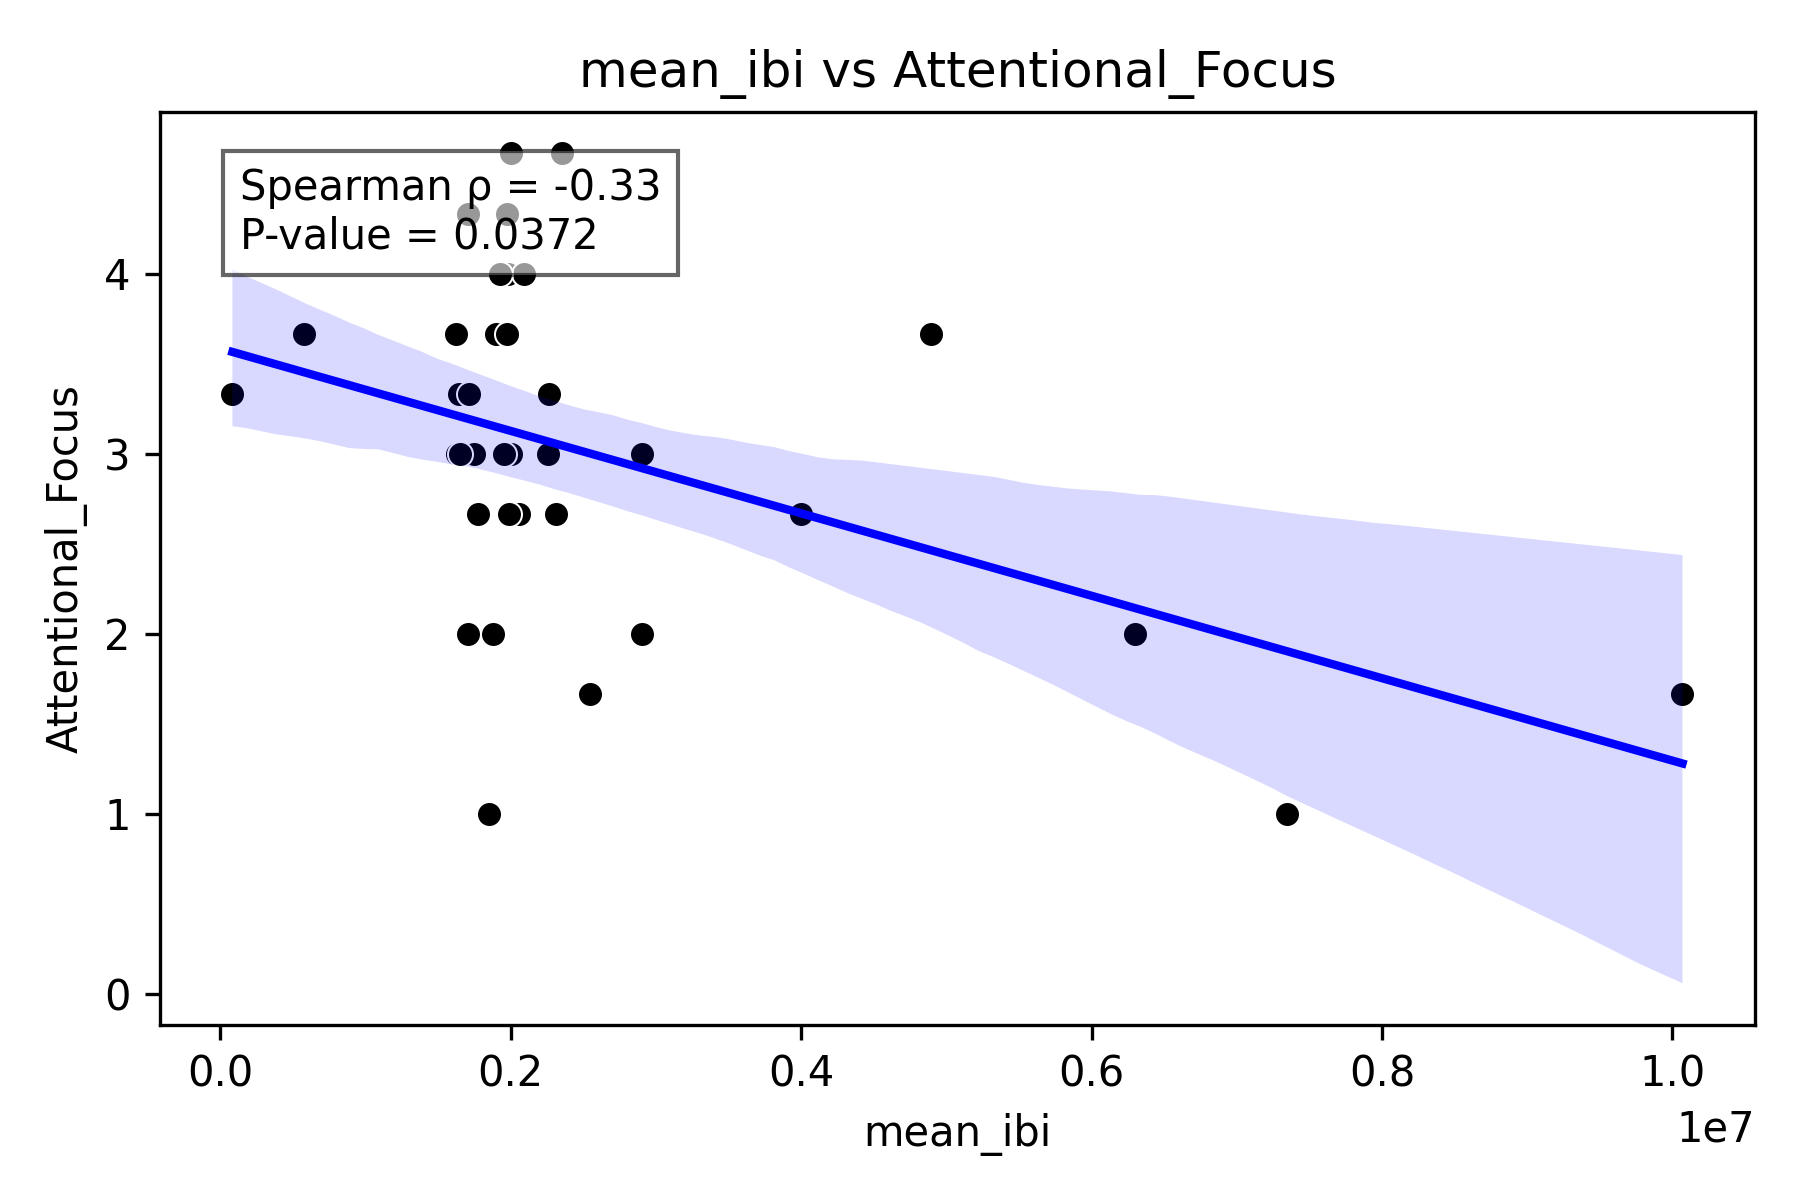 mean_ibi vs Attentional_Focus
Spearman ρ = -0.33
P-value = 0.0372
Attentional_Focus
4
3
2
1
0
0.0 0.2 0.4 0.6 0.8 1.0
1e7
mean_ibi